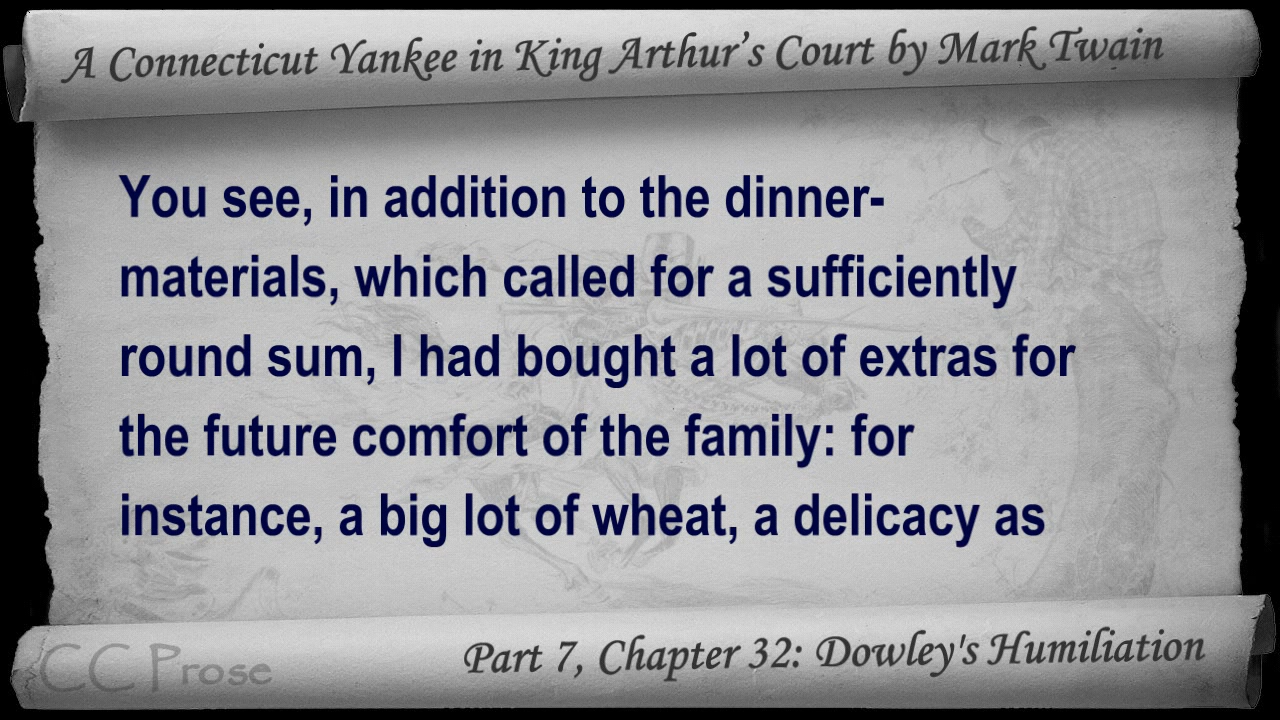 A Connecticut Yankee in King Arthur's Court by Mark Twain
You see, in addition to the dinner-
materials, which called for a sufficiently
round sum, I had bought a lot of extras for
the future comfort of the family: for
instance, a big lot of wheat, a delicacy as
CC Prose
Part 7, Chapter 32: Dowley's Humiliation